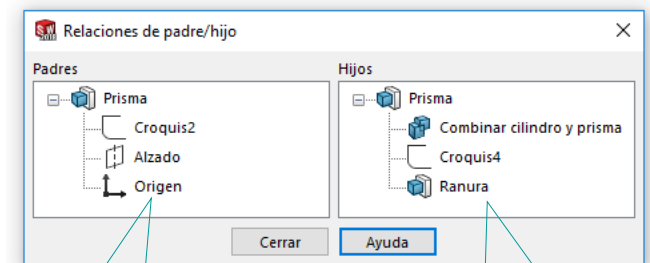 Relaciones de padre/hijo
Padres
Prisma
Croquis2
Alzado
Origen
Hijos
Prisma
Combinar cilindro y prisma
Croquis4
Ranura
Cerrar
Ayuda